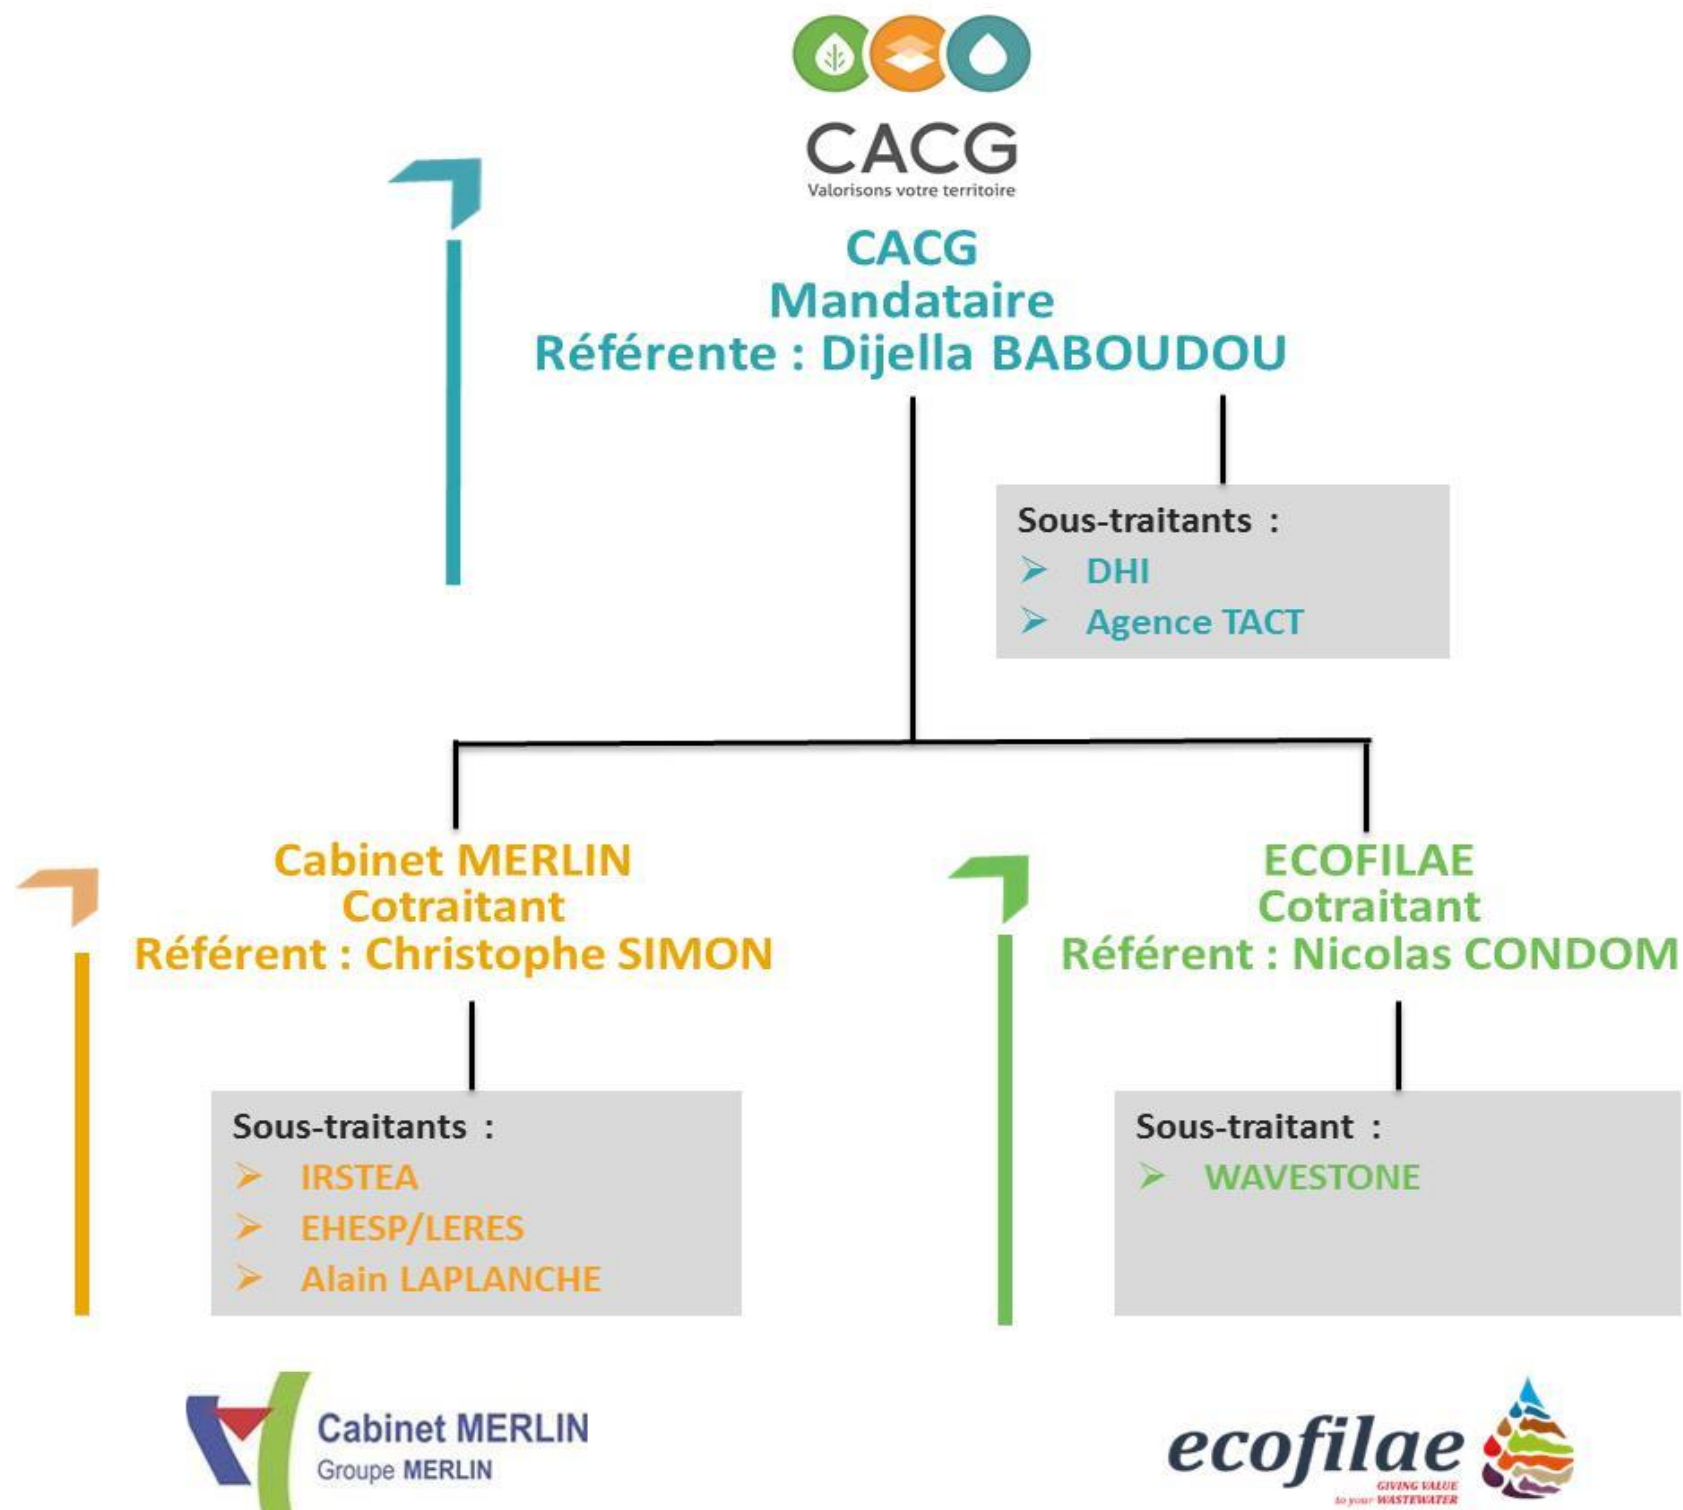 CACG
Valorisons votre territoire
CACG
Mandataire
Référente : Dijella BABOUDOU
Sous-traitants :
➢ DHI
➢ Agence TACT
Cabinet MERLIN
Cotraitant
Référent : Christophe SIMON
Sous-traitants :
➢ IRSTEA
➢ EHESP/LERES
➢ Alain LAPLANCHE
ECOFILAE
Cotraitant
Référent : Nicolas CONDOM
Sous-traitant :
➢ WAVESTONE
Cabinet MERLIN
Groupe MERLIN
ecofilae
GIVING VALUE
to your WASTEWATER